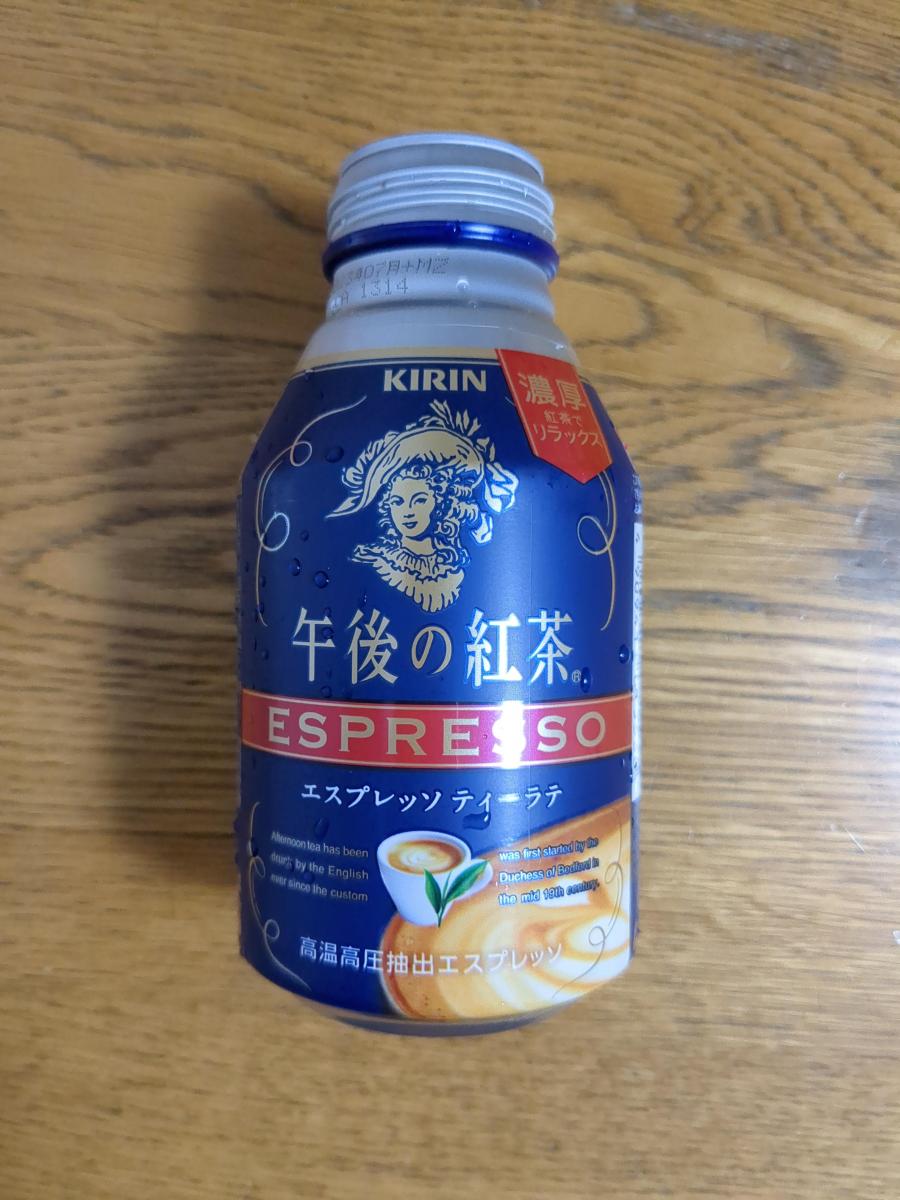 1314
KIRIN
濃厚
紅茶で
リラックス
午後の紅茶®
ESPRESSO
エスプレッソ ティーラテ
Afternoon tea has been
drunk by the English
ever since the custom
was first started by the
Duchess of Bedford in
the mid 19th century.
高温高圧抽出エスプレッソ